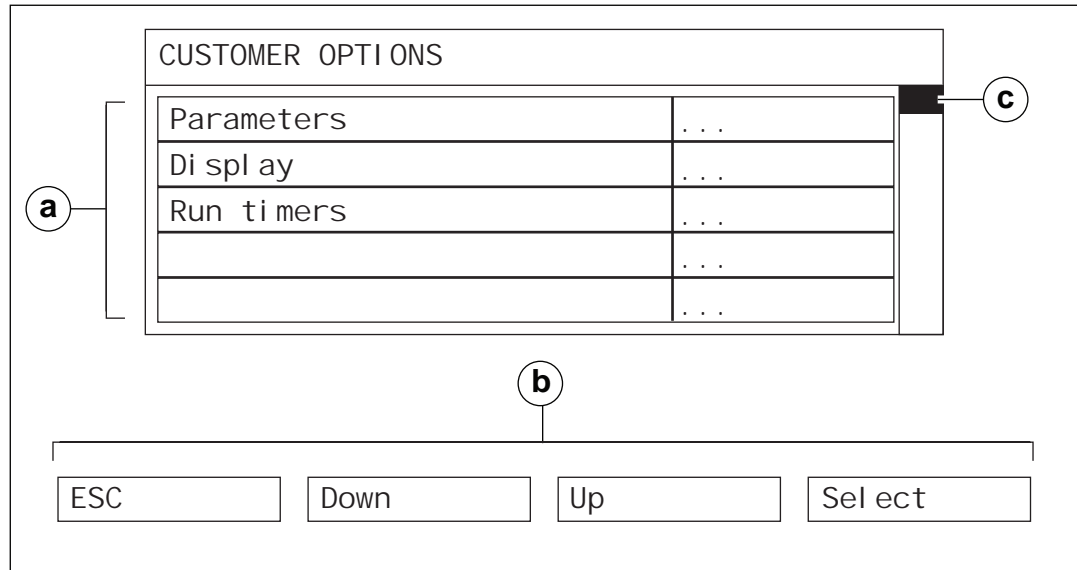 CUSTOMER OPTIONS
Parameters ...
Display ...
Run timers ...
...
...
a
c
b
ESC Down Up Select